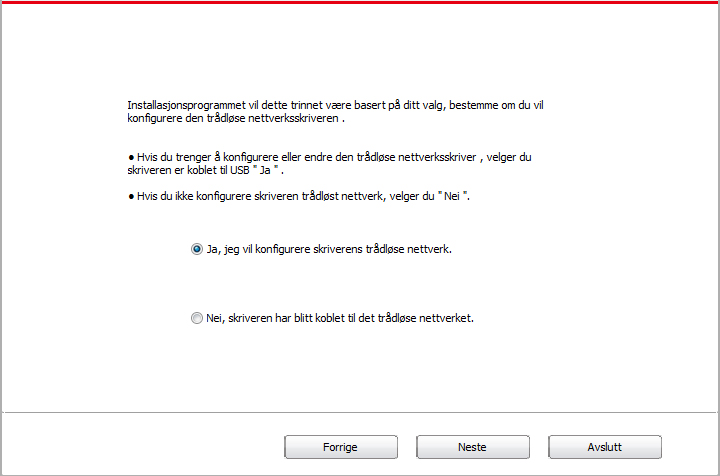 Installasjonsprogrammet vil dette trinnet være basert på ditt valg, bestemme om du vil
konfigurere den trådløse nettverksskriveren .
● Hvis du trenger å konfigurere eller endre den trådløse nettverksskriver , velger du
skriveren er koblet til USB " Ja " .
● Hvis du ikke konfigurere skriveren trådløst nettverk, velger du " Nei ".
Ja, jeg vil konfigurere skriverens trådløse nettverk.
Nei, skriveren har blitt koblet til det trådløse nettverket.
Forrige
Neste
Avslutt